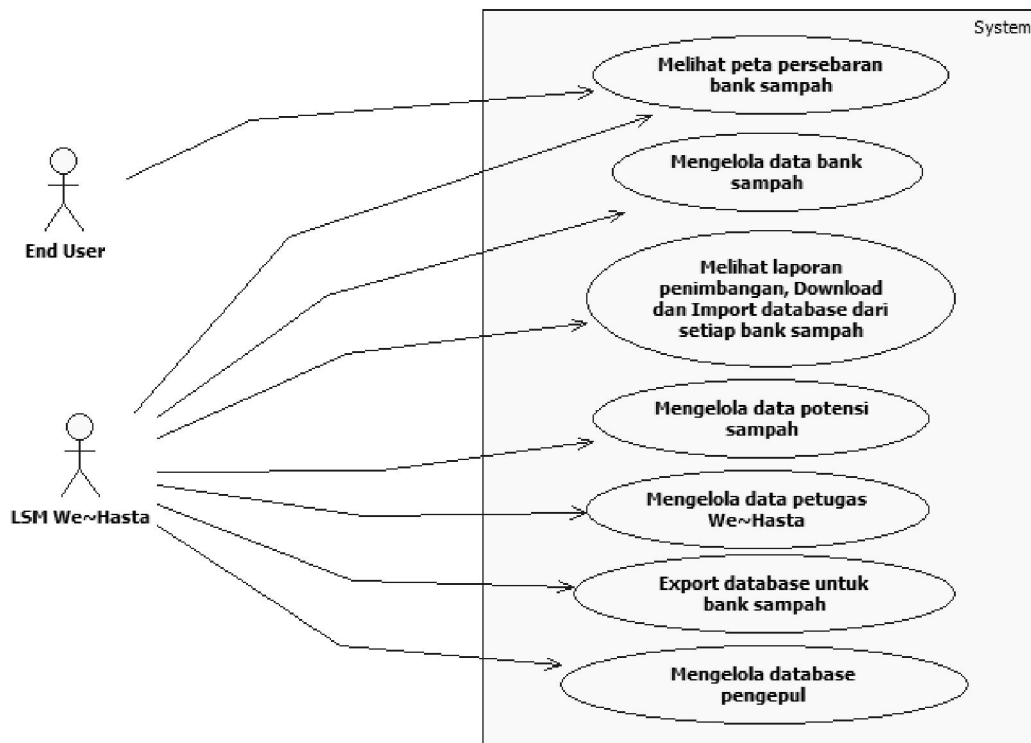 System
Melihat peta persebaran
bank sampah
Mengelola data bank
sampah
End User
Melihat laporan
penimbangan, Download
dan Import database dari
setiap bank sampah
Mengelola data potensi
sampah
LSM We~Hasta
Mengelola data petugas
We~Hasta
Export database untuk
bank sampah
Mengelola database
pengepul